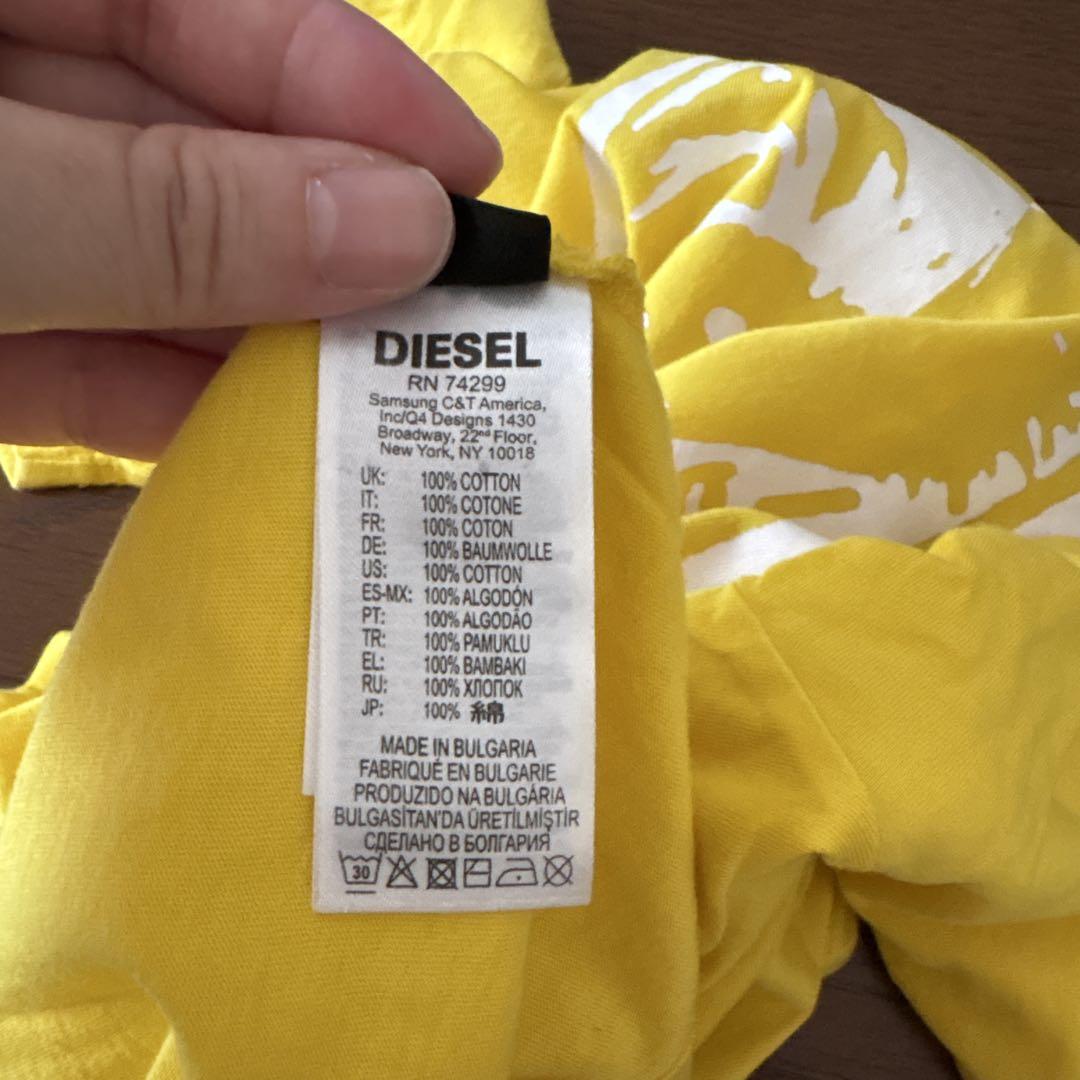 DIESEL
RN 74299
Samsung C&T America,
Inc/Q4 Designs 1430
Broadway, 22nd Floor,
New York, NY 10018
UK: 100% COTTON
IT: 100% COTONE
FR: 100% COTON
DE: 100% BAUMWOLLE
US: 100% COTTON
ES-MX: 100% ALGODÓN
PT: 100% ALGODÃO
TR: 100% PAMUKLU
EL: 100% BAMBAKI
RU: 100% ХЛОПОК
JP: 100% 綿
MADE IN BULGARIA
FABRIQUÉ EN BULGARIE
PRODUZIDO NA BULGÁRIA
BULGASİTAN'DA ÜRETİLMİŞTİR
СДЕЛАНО В БОЛГАРИЯ
30